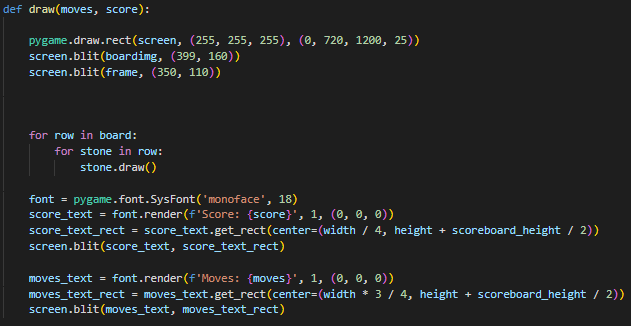 def draw(moves, score):
pygame.draw.rect(screen, (255, 255, 255), (0, 720, 1200, 25))
screen.blit(boardimg, (399, 160))
screen.blit(frame, (350, 110))
for row in board:
for stone in row:
stone.draw()
font = pygame.font.SysFont('monoface', 18)
score_text = font.render(f'Score: {score}', 1, (0, 0, 0))
score_text_rect = score_text.get_rect(center=(width / 4, height + scoreboard_height / 2))
screen.blit(score_text, score_text_rect)
moves_text = font.render(f'Moves: {moves}', 1, (0, 0, 0))
moves_text_rect = moves_text.get_rect(center=(width * 3 / 4, height + scoreboard_height / 2))
screen.blit(moves_text, moves_text_rect)